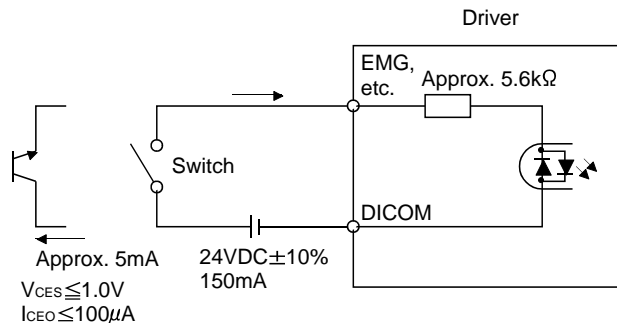 Driver
EMG,
etc.
Approx. 5.6kΩ
Switch
DICOM
Approx. 5mA
24VDC±10%
150mA
VCES≦1.0V
ICEO≦100μA